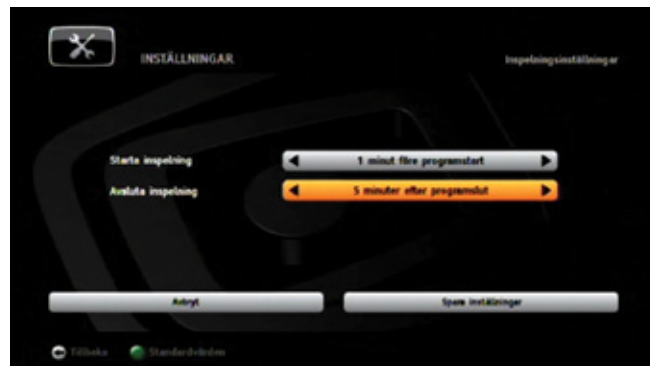 INSTÄLLNINGAR
Inspelningsinställningar
Starta inspelning
1 minut före programstart
Avsluta inspelning
5 minuter efter programslut
Avbryt
Spara inställningar
Tillbaka
Standardvärden